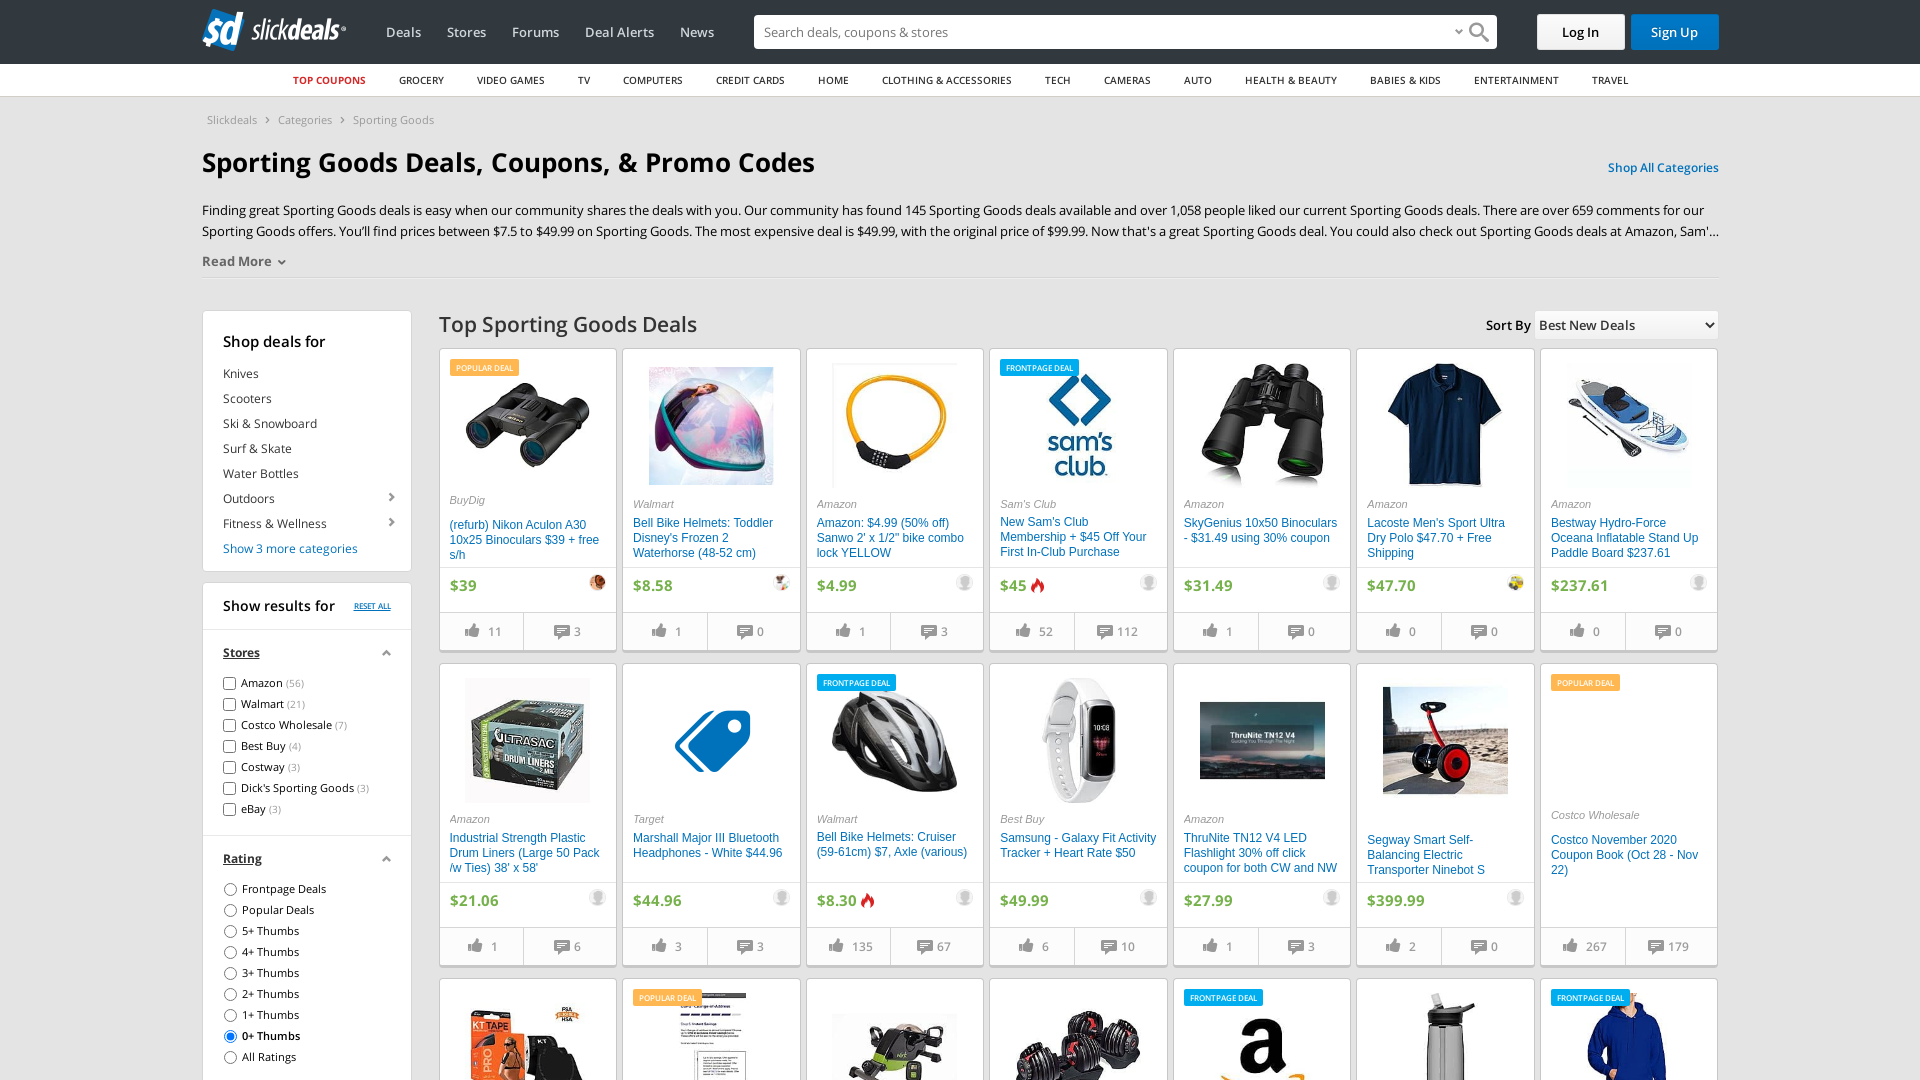 sd slickdeals
Deals
Stores
Forums
Deal Alerts
News
Search deals, coupons & stores
Log In
Sign Up
TOP COUPONS
GROCERY
VIDEO GAMES
TV
COMPUTERS
CREDIT CARDS
HOME
CLOTHING & ACCESSORIES
TECH
CAMERAS
AUTO
HEALTH & BEAUTY
BABIES & KIDS
ENTERTAINMENT
TRAVEL
Slickdeals > Categories > Sporting Goods
Sporting Goods Deals, Coupons, & Promo Codes
Shop All Categories
Finding great Sporting Goods deals is easy when our community shares the deals with you. Our community has found 145 Sporting Goods deals available and over 1,058 people liked our current Sporting Goods deals. There are over 659 comments for our
Sporting Goods offers. You’ll find prices between $7.5 to $49.99 on Sporting Goods. The most expensive deal is $49.99, with the original price of $99.99. Now that's a great Sporting Goods deal. You could also check out Sporting Goods deals at Amazon, Sam'...
Read More
Shop deals for
Knives
Scooters
Ski & Snowboard
Surf & Skate
Water Bottles
Outdoors
Fitness & Wellness
Show 3 more categories
Show results for
RESET ALL
Stores
Amazon (56)
Walmart (21)
Costco Wholesale (7)
Best Buy (4)
Costway (3)
Dick's Sporting Goods (3)
eBay (3)
Rating
Frontpage Deals
Popular Deals
5+ Thumbs
4+ Thumbs
3+ Thumbs
2+ Thumbs
1+ Thumbs
0+ Thumbs
All Ratings
Top Sporting Goods Deals
Sort By
Best New Deals
POPULAR DEAL
BuyDig
(refurb) Nikon Aculon A30
10x25 Binoculars $39 + free
s/h
$39
11
3
Walmart
Bell Bike Helmets: Toddler
Disney's Frozen 2
Waterhorse (48-52 cm)
$8.58
1
0
Amazon
Amazon: $4.99 (50% off)
Sanwo 2' x 1/2" bike combo
lock YELLOW
$4.99
1
3
FRONTPAGE DEAL
sam's
club
Sam's Club
New Sam's Club
Membership + $45 Off Your
First In-Club Purchase
$45
52
112
Amazon
SkyGenius 10x50 Binoculars
- $31.49 using 30% coupon
$31.49
1
0
Amazon
Lacoste Men's Sport Ultra
Dry Polo $47.70 + Free
Shipping
$47.70
0
0
Amazon
Bestway Hydro-Force
Oceana Inflatable Stand Up
Paddle Board $237.61
$237.61
0
0
ULTRASAC
DRUM LINERS
Amazon
Industrial Strength Plastic
Drum Liners (Large 50 Pack
/w Ties) 38' x 58'
$21.06
1
6
Target
Marshall Major III Bluetooth
Headphones - White $44.96
$44.96
3
3
FRONTPAGE DEAL
Walmart
Bell Bike Helmets: Cruiser
(59-61cm) $7, Axle (various)
$8.30
135
67
10:08
Best Buy
Samsung - Galaxy Fit Activity
Tracker + Heart Rate $50
$49.99
6
10
ThruNite TN12 V4
Guiding You Through The Night
Amazon
ThruNite TN12 V4 LED
Flashlight 30% off click
coupon for both CW and NW
$27.99
1
3
Segway Smart Self-
Balancing Electric
Transporter Ninebot S
$399.99
2
0
POPULAR DEAL
Costco Wholesale
Costco November 2020
Coupon Book (Oct 28 - Nov
22)
267
179
KT TAPE
PRO
KT
FSA
HSA
POPULAR DEAL
FRONTPAGE DEAL
a
FRONTPAGE DEAL